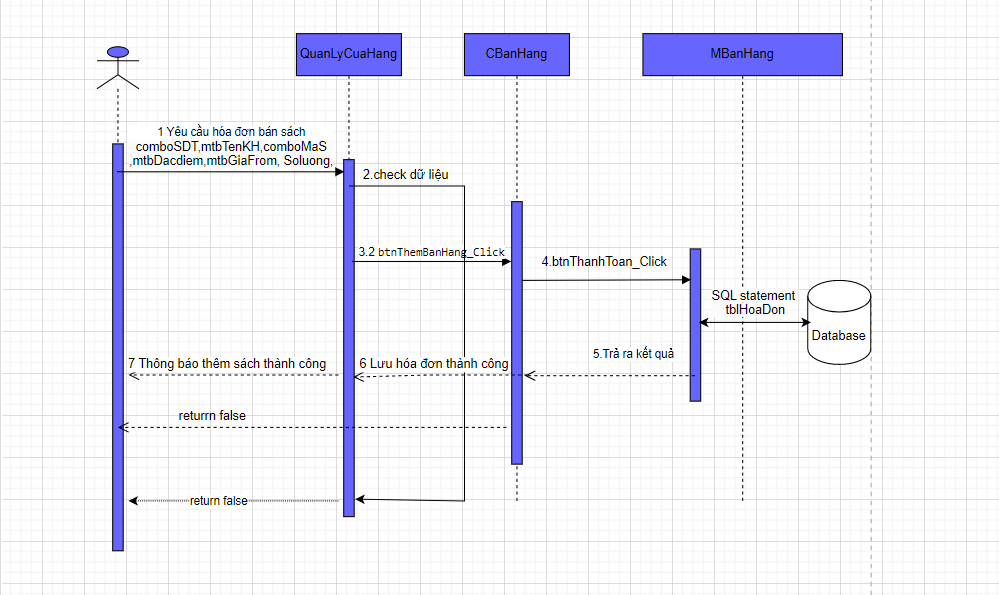 QuanLyCuaHang
CBanHang
MBanHang
1 Yêu cầu hóa đơn bán sách
comboSDT,mtbTenKH,comboMaS
,mtbDacdiem,mtbGiaFrom, Soluong,
2.check dữ liệu
3.2 btnThemBanHang_Click
4.btnThanhToan_Click
SQL statement
tblHoaDon
Database
5.Trả ra kết quả
7 Thông báo thêm sách thành công
6 Lưu hóa đơn thành công
returrn false
return false